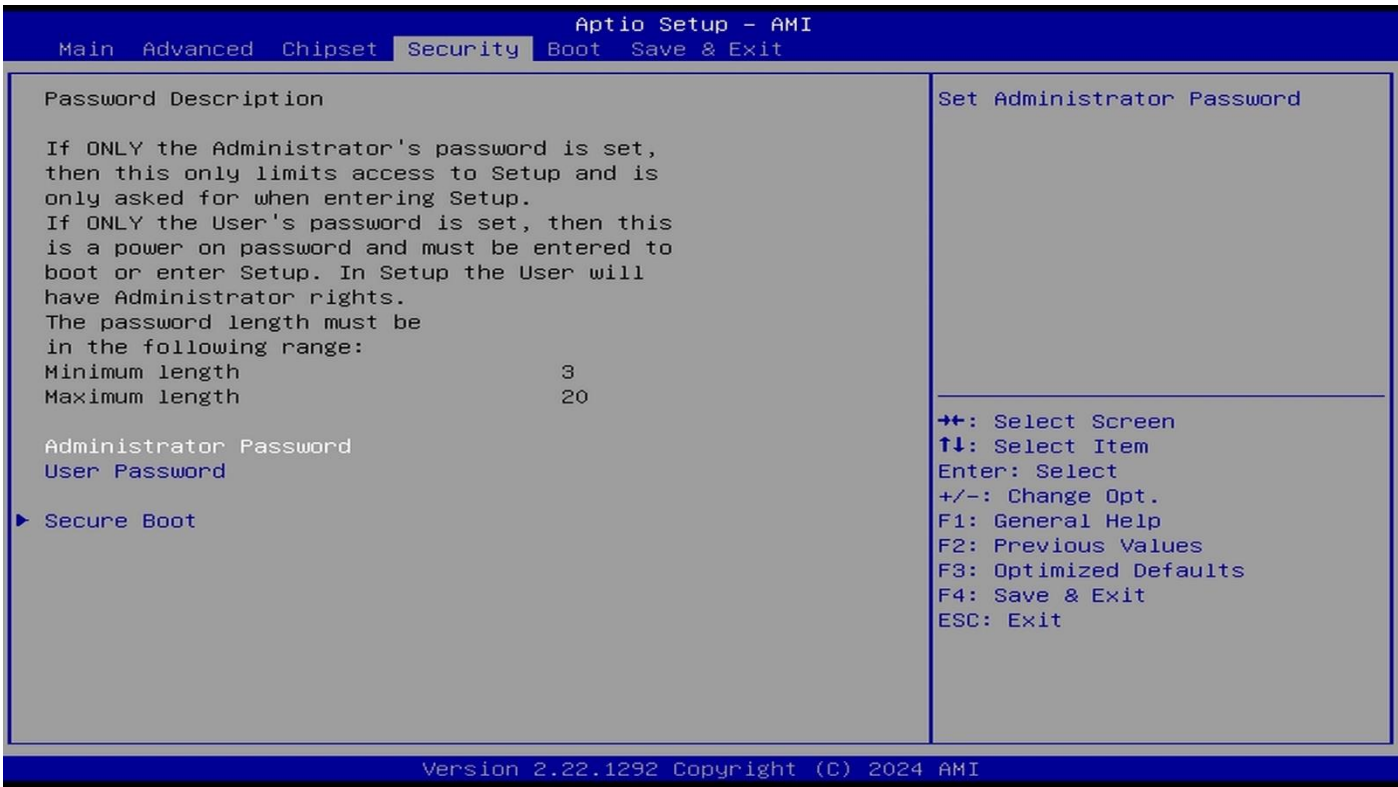 Aptio Setup – AMI
Main Advanced Chipset Security Boot Save & Exit
Password Description
If ONLY the Administrator's password is set,
then this only limits access to Setup and is
only asked for when entering Setup.
If ONLY the User's password is set, then this
is a power on password and must be entered to
boot or enter Setup. In Setup the User will
have Administrator rights.
The password length must be
in the following range:
Minimum length 3
Maximum length 20
Administrator Password
User Password
▶ Secure Boot
Set Administrator Password
→←: Select Screen
↑↓: Select Item
Enter: Select
+/-: Change Opt.
F1: General Help
F2: Previous Values
F3: Optimized Defaults
F4: Save & Exit
ESC: Exit
Version 2.22.1292 Copyright (C) 2024 AMI